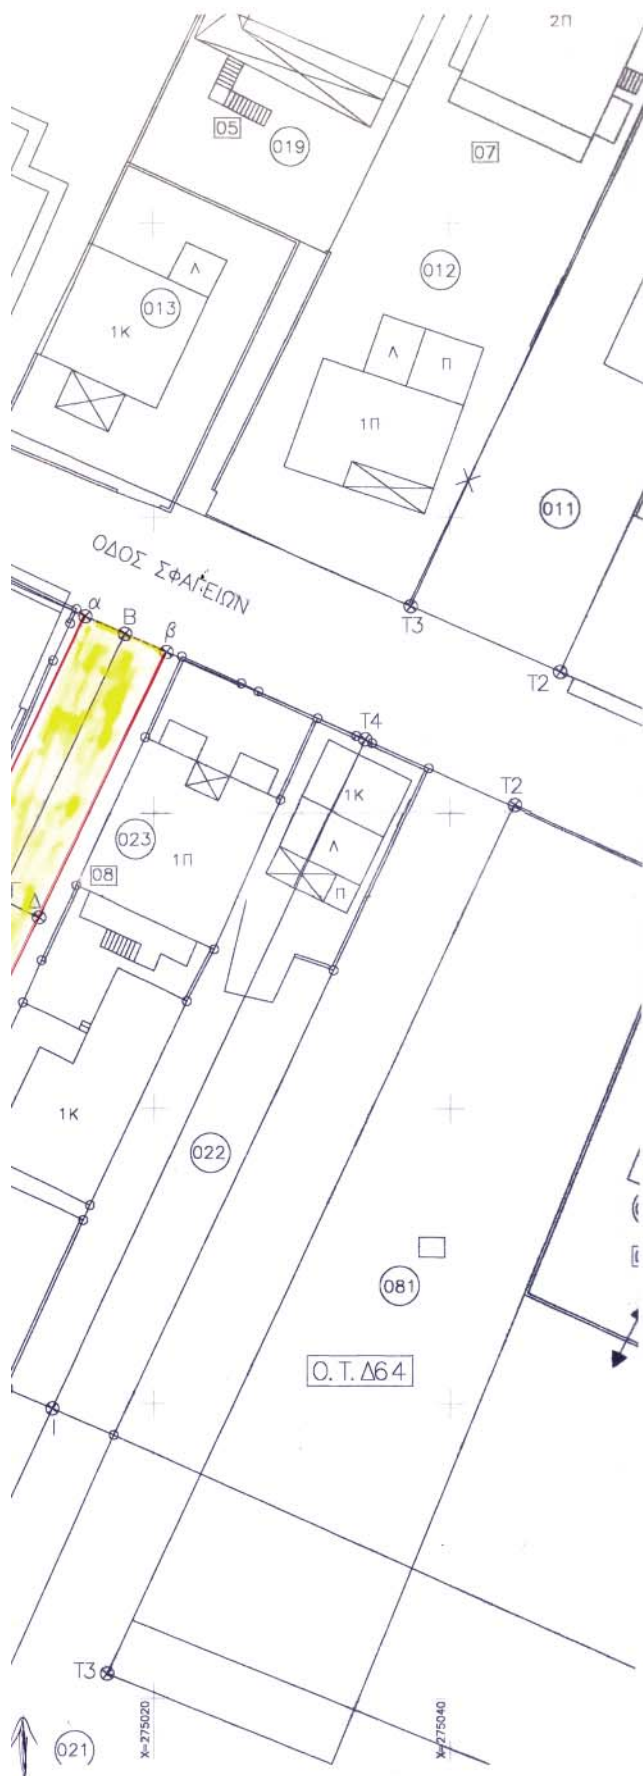 2Π
05
019
07
012
Λ
013
1Κ
Λ
Π
1Π
011
ΟΔΟΣ ΣΦΑΓΕΙΩΝ
α
Β
β
Τ3
Τ2
Τ4
Τ2
1Κ
023
1Π
Λ
08
Π
Γ
Δ
1Κ
022
081
Ο.Τ. Δ64
Ι
Τ3
021
Χ=275020
Χ=275040